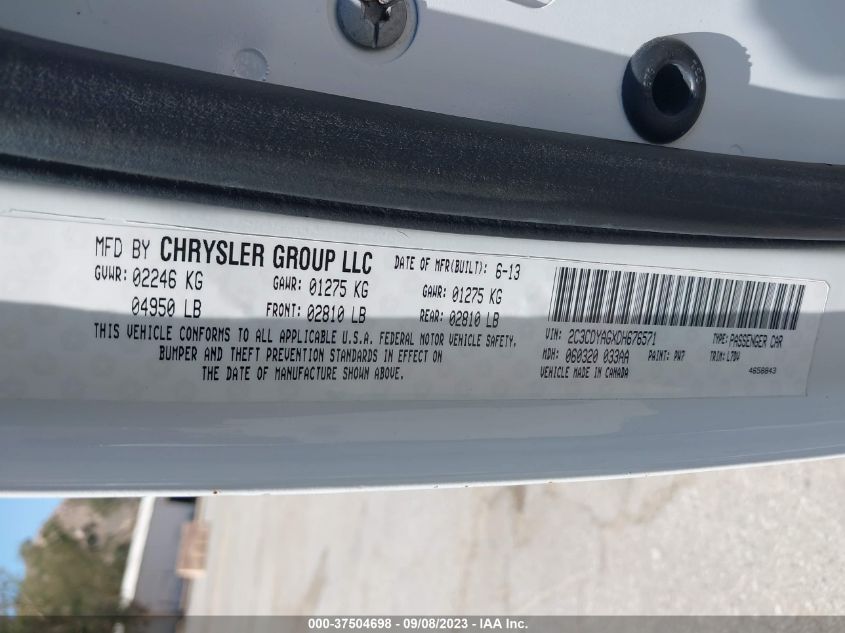 MFD BY CHRYSLER GROUP LLC DATE OF MFR(BUILT): 6-13
GVWR: 02246 KG GAWR: 01275 KG GAWR: 01275 KG
04950 LB FRONT: 02810 LB REAR: 02810 LB
THIS VEHICLE CONFORMS TO ALL APPLICABLE U.S.A. FEDERAL MOTOR VEHICLE SAFETY,
BUMPER AND THEFT PREVENTION STANDARDS IN EFFECT ON
THE DATE OF MANUFACTURE SHOWN ABOVE.
VIN: 2C3CDYAGXDH676571 TYPE: PASSENGER CAR
MDH: 060320 033AA PAINT: PW7 TRIM: L7DV
VEHICLE MADE IN CANADA 4658843
000-37504698 - 09/08/2023 - IAA Inc.